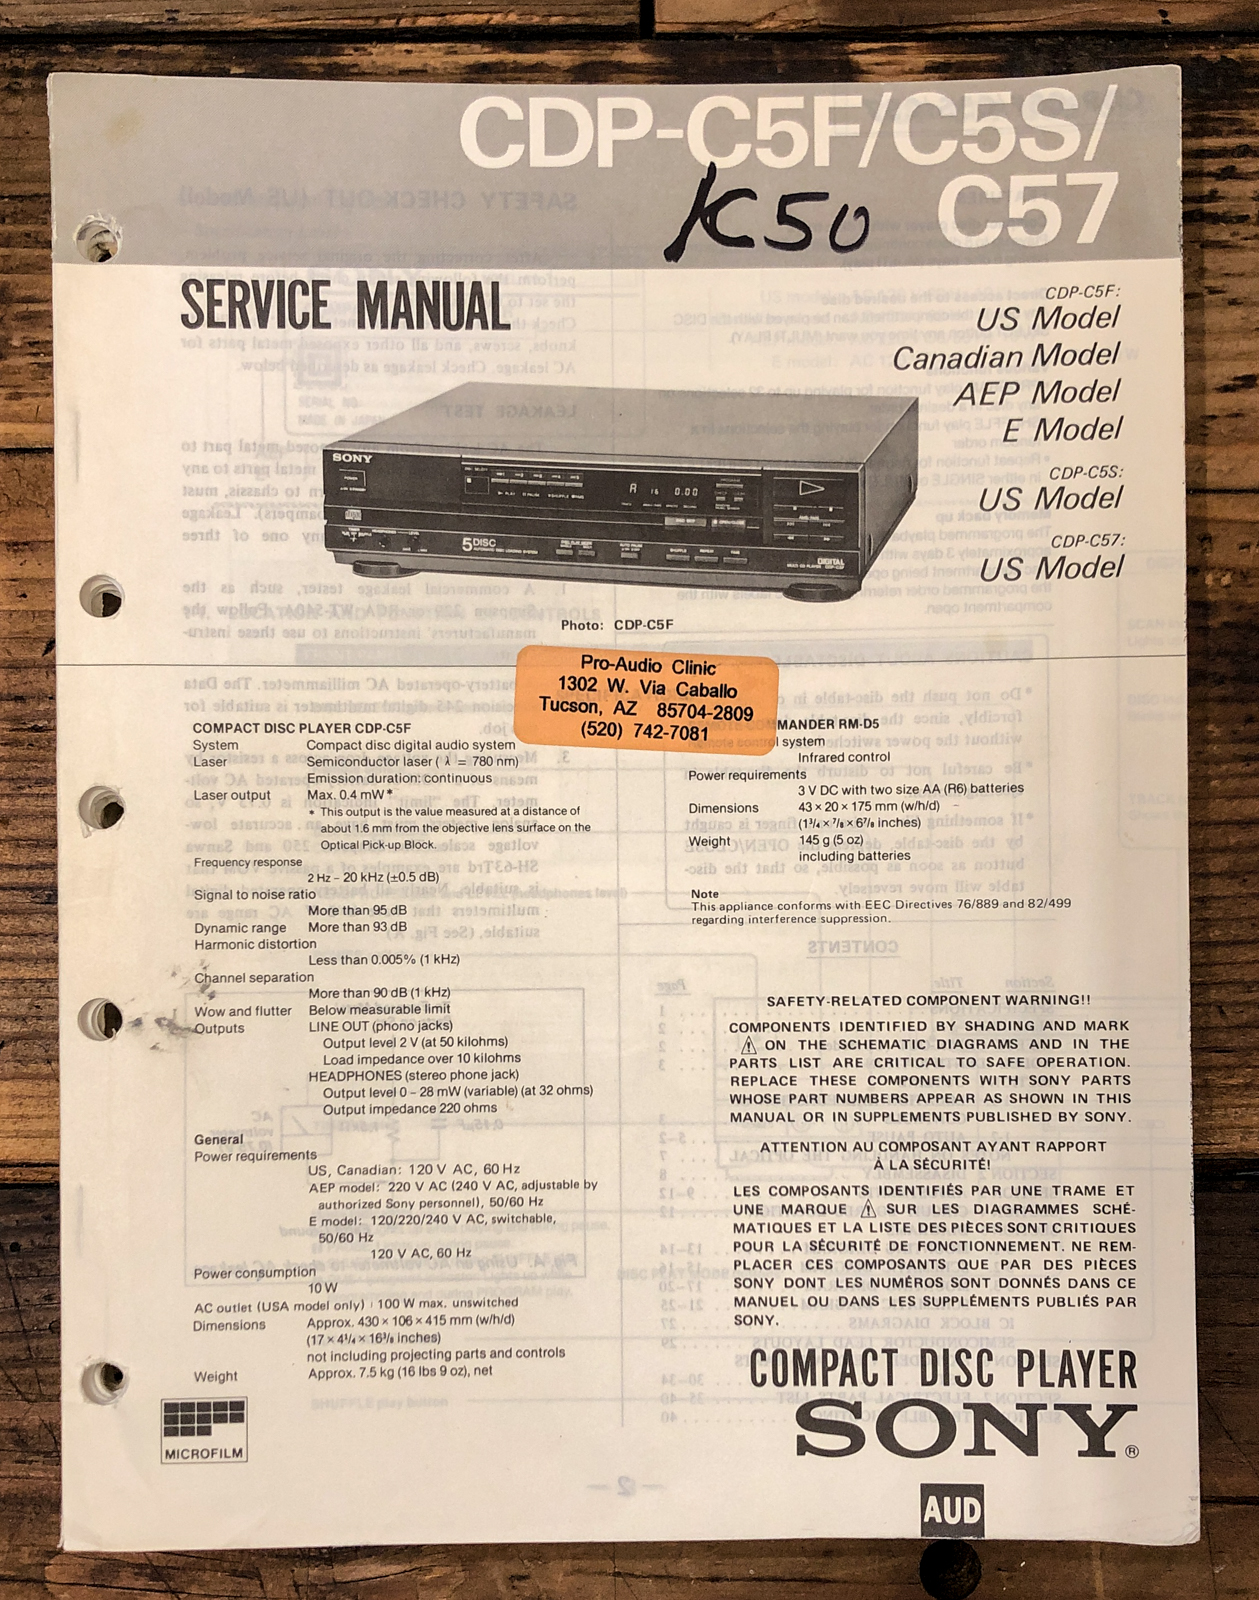 CDP-C5F/C5S/
C57
K50
SERVICE MANUAL
CDP-C5F:
US Model
Canadian Model
AEP Model
E Model
CDP-C5S:
US Model
CDP-C57:
US Model
SONY
POWER
A 16 0.00
5 DISC
DIGITAL
Photo: CDP-C5F
Pro-Audio Clinic
1302 W. Via Caballo
Tucson, AZ 85704-2809
(520) 742-7081
COMPACT DISC PLAYER CDP-C5F
System Compact disc digital audio system
Laser Semiconductor laser (λ = 780 nm)
Emission duration: continuous
Laser output Max. 0.4 mW*
* This output is the value measured at a distance of
about 1.6 mm from the objective lens surface on the
Optical Pick-up Block.
Frequency response
2 Hz – 20 kHz (±0.5 dB)
Signal to noise ratio
More than 95 dB
Dynamic range More than 93 dB
Harmonic distortion
Less than 0.005% (1 kHz)
Channel separation
More than 90 dB (1 kHz)
Wow and flutter Below measurable limit
Outputs LINE OUT (phono jacks)
Output level 2 V (at 50 kilohms)
Load impedance over 10 kilohms
HEADPHONES (stereo phone jack)
Output level 0 – 28 mW (variable) (at 32 ohms)
Output impedance 220 ohms
General
Power requirements
US, Canadian: 120 V AC, 60 Hz
AEP model: 220 V AC (240 V AC, adjustable by
authorized Sony personnel), 50/60 Hz
E model: 120/220/240 V AC, switchable,
50/60 Hz
120 V AC, 60 Hz
Power consumption
10 W
AC outlet (USA model only) : 100 W max. unswitched
Dimensions Approx. 430 × 106 × 415 mm (w/h/d)
(17 × 4 1/4 × 16 3/8 inches)
not including projecting parts and controls
Weight Approx. 7.5 kg (16 lbs 9 oz), net
MANDER RM-D5
control system
Infrared control
Power requirements
3 V DC with two size AA (R6) batteries
Dimensions 43 × 20 × 175 mm (w/h/d)
(1 3/4 × 7/8 × 6 7/8 inches)
Weight 145 g (5 oz)
including batteries
Note
This appliance conforms with EEC Directives 76/889 and 82/499
regarding interference suppression.
SAFETY-RELATED COMPONENT WARNING!!
COMPONENTS IDENTIFIED BY SHADING AND MARK
⚠ ON THE SCHEMATIC DIAGRAMS AND IN THE
PARTS LIST ARE CRITICAL TO SAFE OPERATION.
REPLACE THESE COMPONENTS WITH SONY PARTS
WHOSE PART NUMBERS APPEAR AS SHOWN IN THIS
MANUAL OR IN SUPPLEMENTS PUBLISHED BY SONY.
ATTENTION AU COMPOSANT AYANT RAPPORT
À LA SÉCURITÉ!
LES COMPOSANTS IDENTIFIÉS PAR UNE TRAME ET
UNE MARQUE ⚠ SUR LES DIAGRAMMES SCHÉ-
MATIQUES ET LA LISTE DES PIÈCES SONT CRITIQUES
POUR LA SÉCURITÉ DE FONCTIONNEMENT. NE REM-
PLACER CES COMPOSANTS QUE PAR DES PIÈCES
SONY DONT LES NUMÉROS SONT DONNÉS DANS CE
MANUEL OU DANS LES SUPPLÉMENTS PUBLIÉS PAR
SONY.
COMPACT DISC PLAYER
SONY®
MICROFILM
AUD